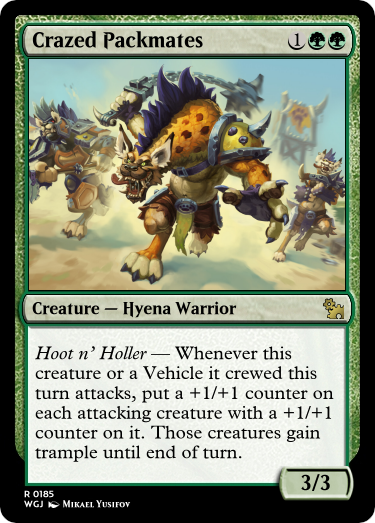 Crazed Packmates 1
Creature — Hyena Warrior
Hoot n' Holler — Whenever this
creature or a Vehicle it crewed this
turn attacks, put a +1/+1 counter on
each attacking creature with a +1/+1
counter on it. Those creatures gain
trample until end of turn.
3/3
R 0185
WGJ Mikael Yusifov